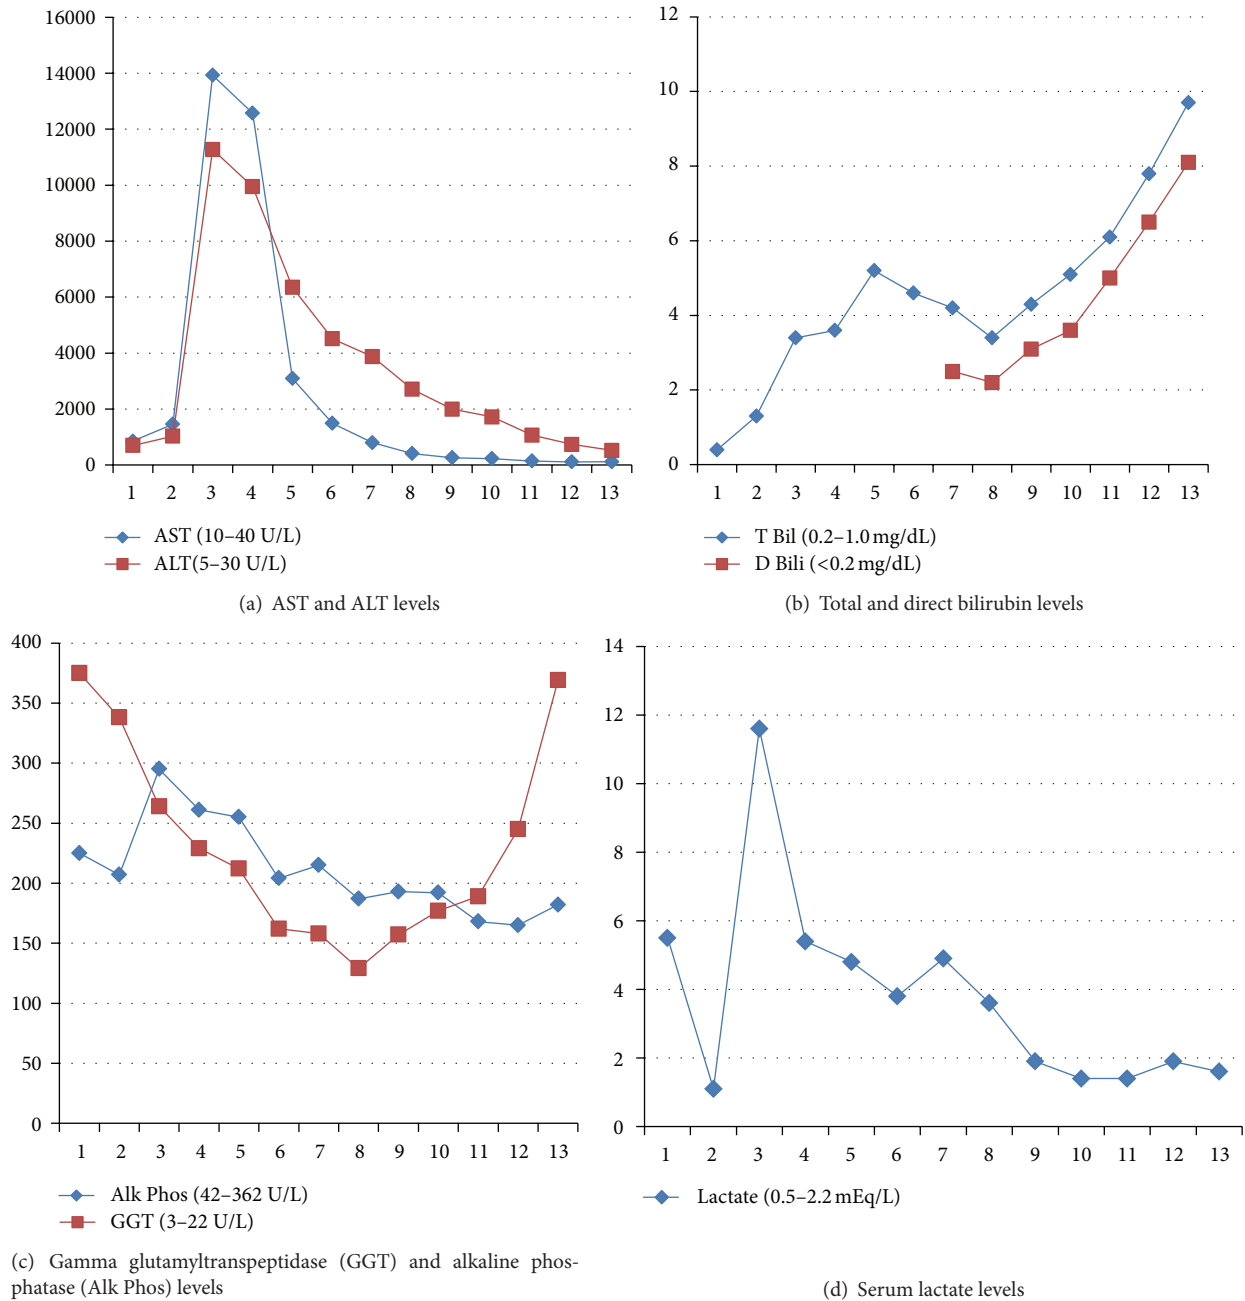 16000
14000
12000
10000
8000
6000
4000
2000
0
1 2 3 4 5 6 7 8 9 10 11 12 13
AST (10–40 U/L)
ALT(5–30 U/L)
(a) AST and ALT levels
12
10
8
6
4
2
0
1 2 3 4 5 6 7 8 9 10 11 12 13
T Bil (0.2–1.0 mg/dL)
D Bili (<0.2 mg/dL)
(b) Total and direct bilirubin levels
400
350
300
250
200
150
100
50
0
1 2 3 4 5 6 7 8 9 10 11 12 13
Alk Phos (42–362 U/L)
GGT (3–22 U/L)
(c) Gamma glutamyltranspeptidase (GGT) and alkaline phos-
phatase (Alk Phos) levels
14
12
10
8
6
4
2
0
1 2 3 4 5 6 7 8 9 10 11 12 13
Lactate (0.5–2.2 mEq/L)
(d) Serum lactate levels